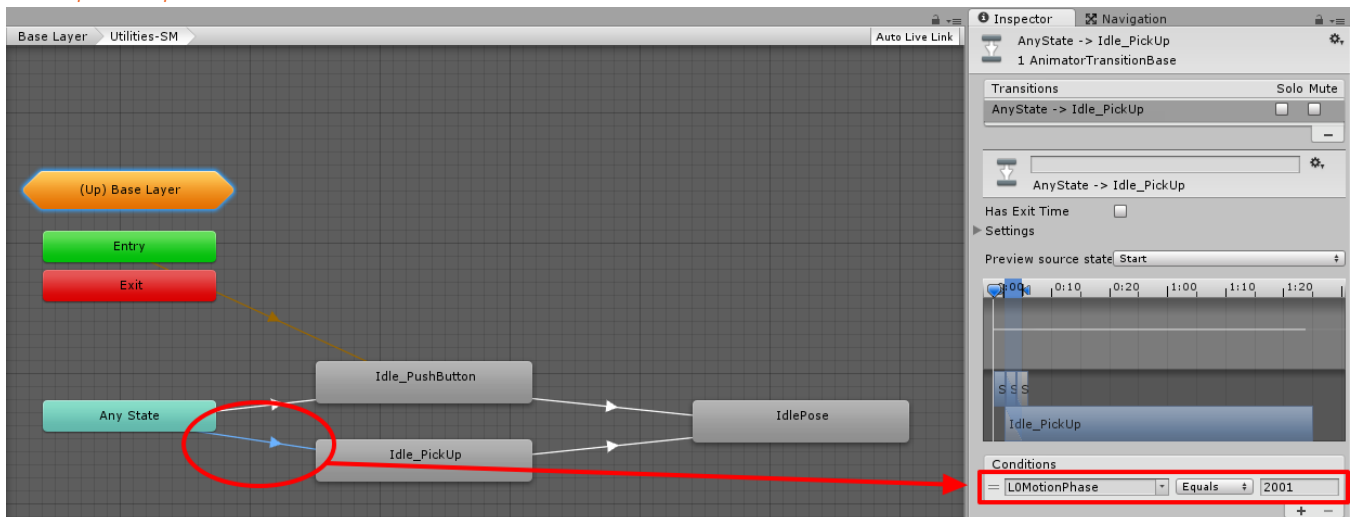 Base Layer
Utilities-SM
Auto Live Link
(Up) Base Layer
Entry
Exit
Any State
Idle_PushButton
Idle_PickUp
IdlePose
Inspector
Navigation
AnyState -> Idle_PickUp
1 AnimatorTransitionBase
Transitions
Solo Mute
AnyState -> Idle_PickUp
AnyState -> Idle_PickUp
Has Exit Time
Settings
Preview source state Start
0:10 0:20 1:00 1:10 1:20
S S S
Idle_PickUp
Conditions
L0MotionPhase Equals 2001
+ −